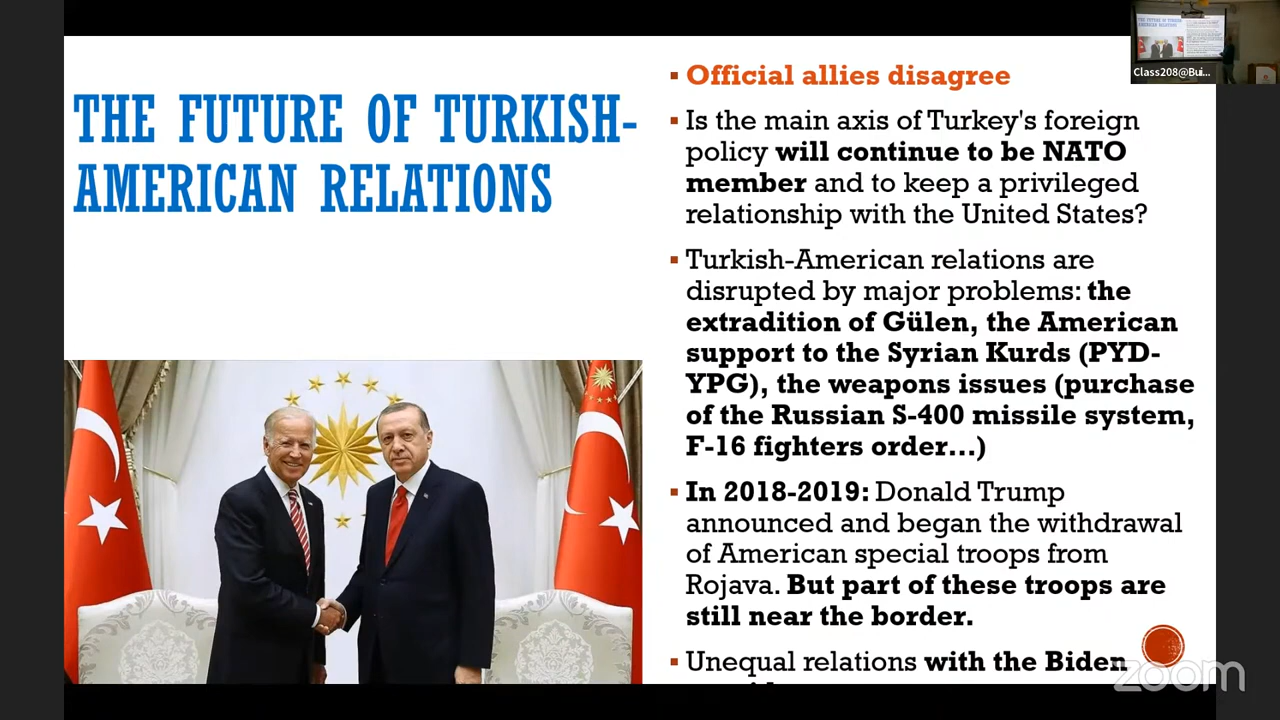 THE FUTURE OF TURKISH-
AMERICAN RELATIONS
▪ Official allies disagree
▪ Is the main axis of Turkey's foreign
policy will continue to be NATO
member and to keep a privileged
relationship with the United States?
▪ Turkish-American relations are
disrupted by major problems: the
extradition of Gülen, the American
support to the Syrian Kurds (PYD-
YPG), the weapons issues (purchase
of the Russian S-400 missile system,
F-16 fighters order...)
▪ In 2018-2019: Donald Trump
announced and began the withdrawal
of American special troops from
Rojava. But part of these troops are
still near the border.
▪ Unequal relations with the Biden
Class208@Bui...
zoom